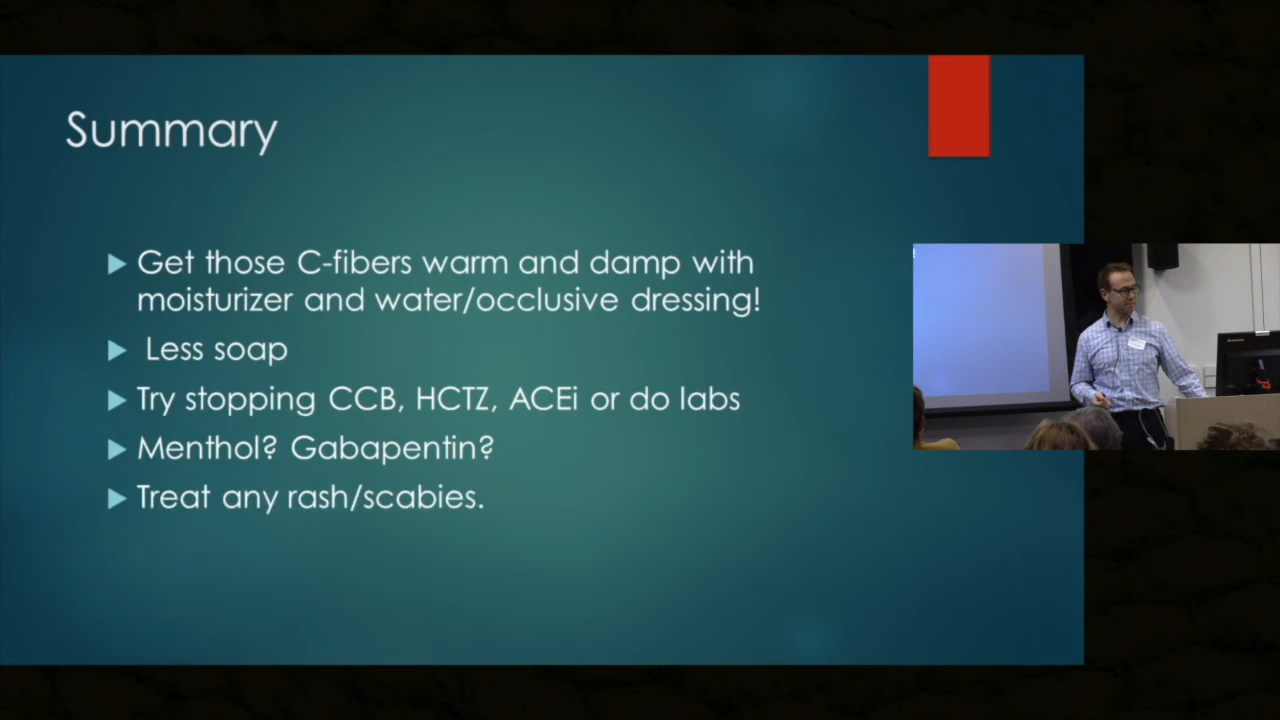 Summary
Get those C-fibers warm and damp with
moisturizer and water/occlusive dressing!
Less soap
Try stopping CCB, HCTZ, ACEi or do labs
Menthol? Gabapentin?
Treat any rash/scabies.